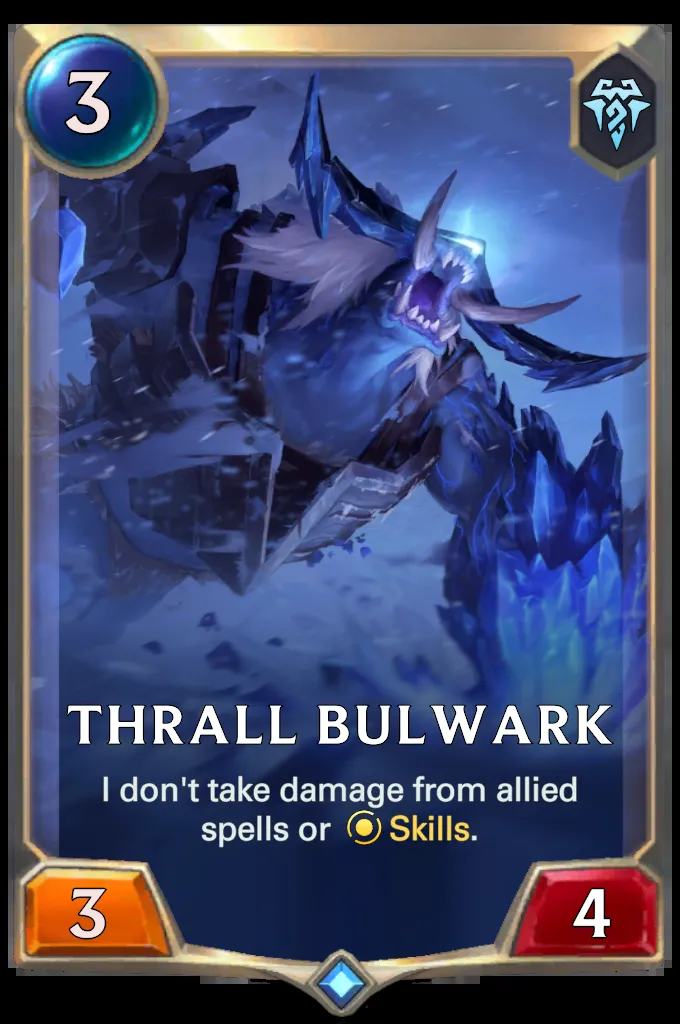 3
THRALL BULWARK
I don't take damage from allied
spells or Skills.
3
4